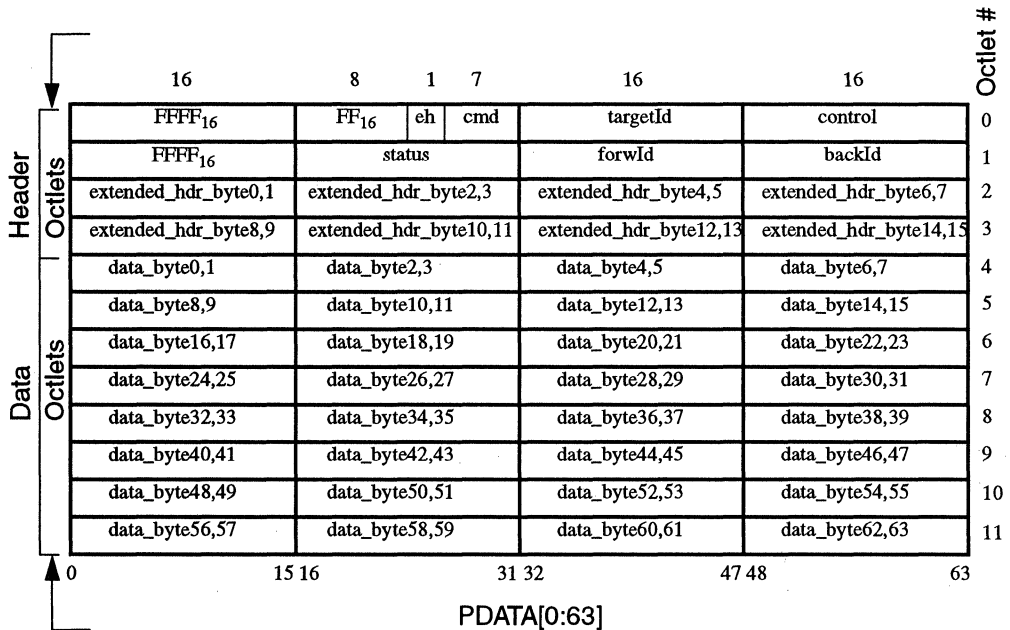 Octlet #
16 8 1 7 16 16
FFFF16 FF16 eh cmd targetId control 0
FFFF16 status forwId backId 1
extended_hdr_byte0,1 extended_hdr_byte2,3 extended_hdr_byte4,5 extended_hdr_byte6,7 2
extended_hdr_byte8,9 extended_hdr_byte10,11 extended_hdr_byte12,13 extended_hdr_byte14,15 3
Header
Octlets
data_byte0,1 data_byte2,3 data_byte4,5 data_byte6,7 4
data_byte8,9 data_byte10,11 data_byte12,13 data_byte14,15 5
data_byte16,17 data_byte18,19 data_byte20,21 data_byte22,23 6
data_byte24,25 data_byte26,27 data_byte28,29 data_byte30,31 7
data_byte32,33 data_byte34,35 data_byte36,37 data_byte38,39 8
data_byte40,41 data_byte42,43 data_byte44,45 data_byte46,47 9
data_byte48,49 data_byte50,51 data_byte52,53 data_byte54,55 10
data_byte56,57 data_byte58,59 data_byte60,61 data_byte62,63 11
Data
Octlets
0 15 16 31 32 47 48 63
PDATA[0:63]